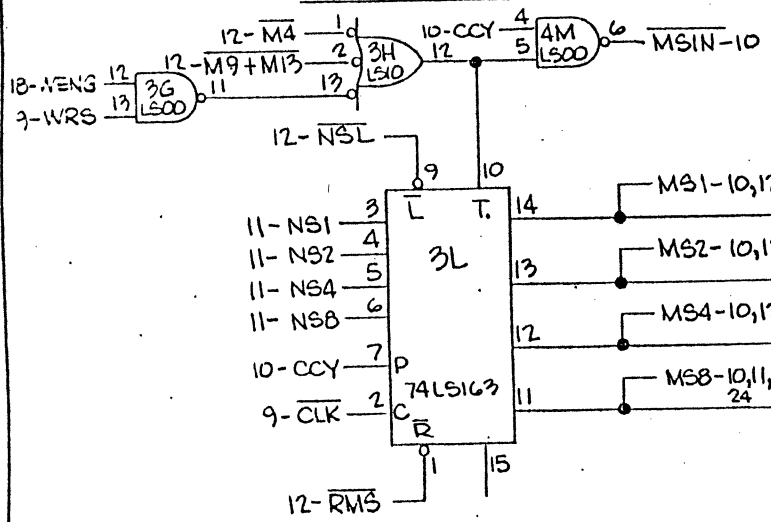 12-M4 1
12-M9+M13 2 3H LS10 12
10-CCY 4 4M LS00 6 MSIN-10
5
18-WENG 12 3G LS00 11 13
9-WRS 13
12-NSL
9 10
L T.
11-NS1 3 14 MS1-10,1
11-NS2 4 3L 13 MS2-10,1
11-NS4 5
11-NS8 6 12 MS4-10,1
10-CCY 7 P
74LS163 11 MS8-10,11,
24
9-CLK 2 C
R
1 15
12-RMS